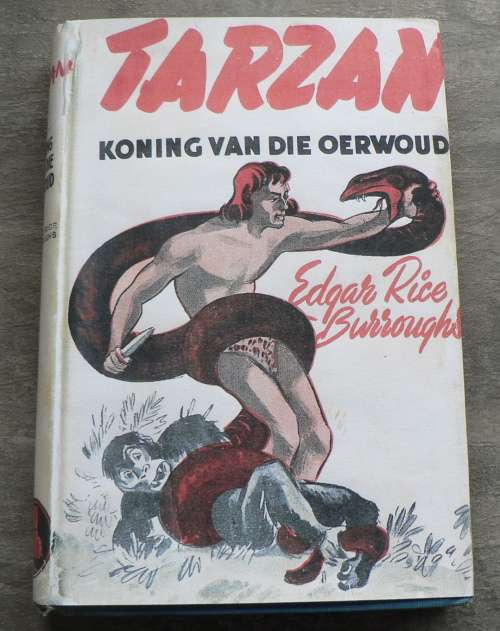 TARZAN
KONING VAN DIE OERWOUD
Edgar Rice
Burroughs